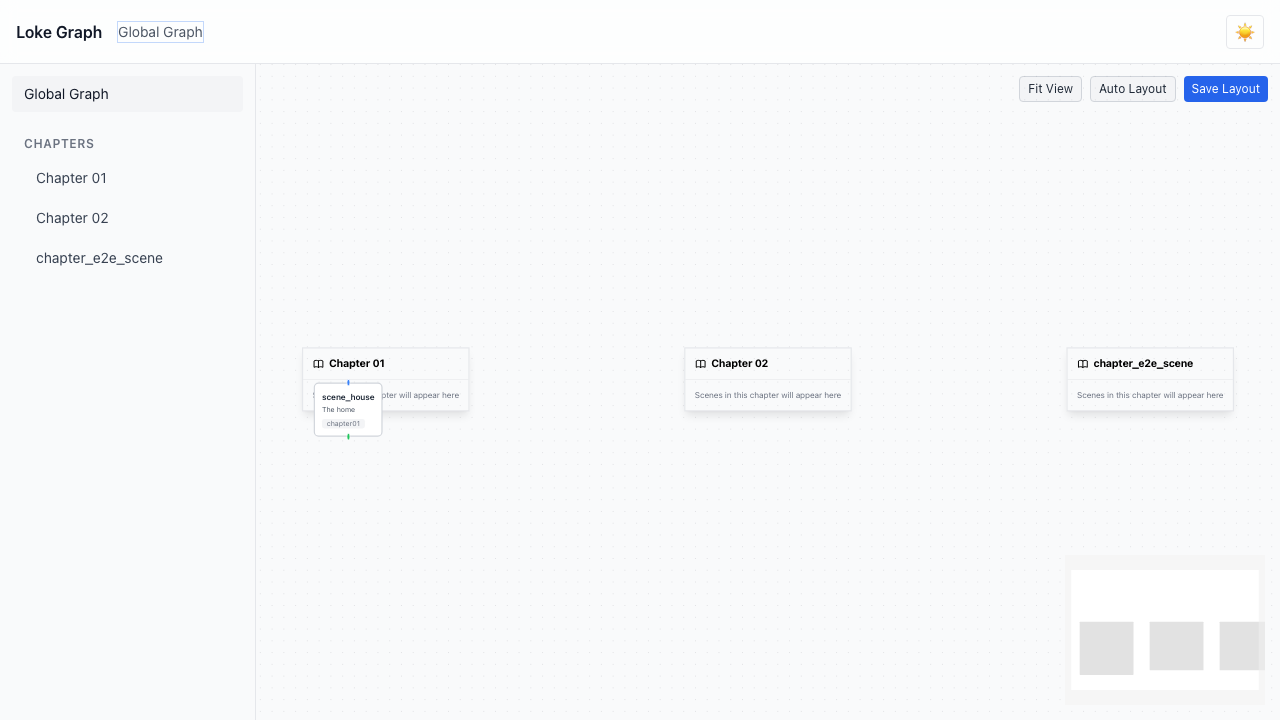 Loke Graph
Global Graph
Global Graph
CHAPTERS
Chapter 01
Chapter 02
chapter_e2e_scene
Fit View
Auto Layout
Save Layout
Chapter 01
pter will appear here
scene_house
The home
chapter01
Chapter 02
Scenes in this chapter will appear here
chapter_e2e_scene
Scenes in this chapter will appear here